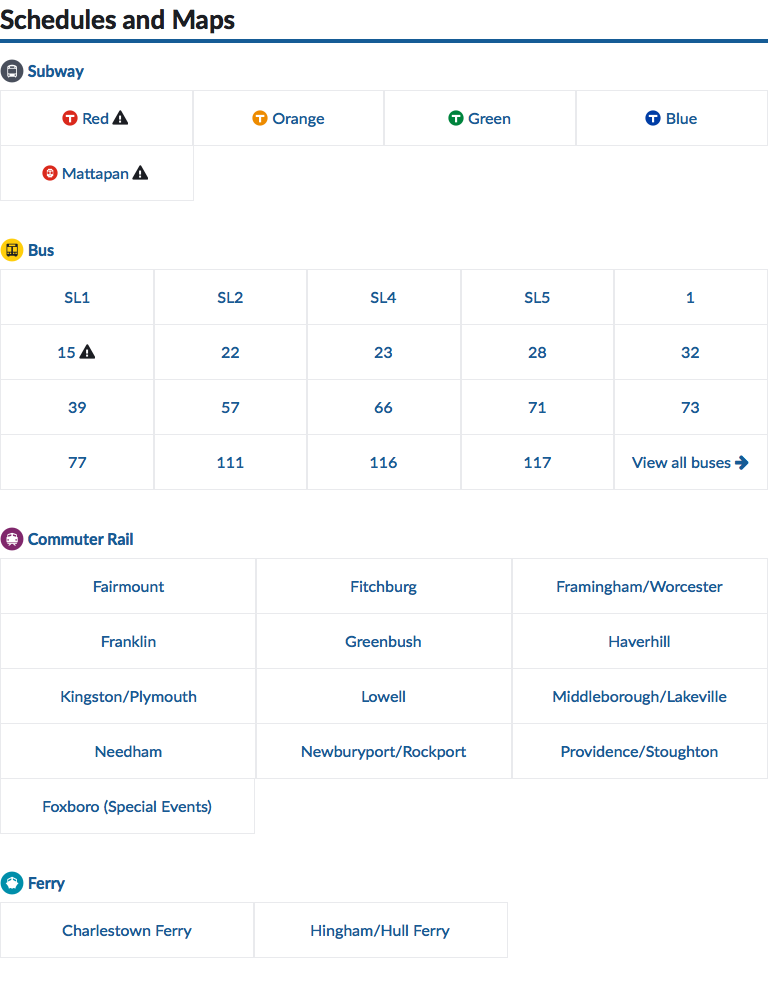 Schedules and Maps
Subway
T Red T Orange T Green T Blue
Mattapan
Bus
SL1 SL2 SL4 SL5 1
15 22 23 28 32
39 57 66 71 73
77 111 116 117 View all buses
Commuter Rail
Fairmount Fitchburg Framingham/Worcester
Franklin Greenbush Haverhill
Kingston/Plymouth Lowell Middleborough/Lakeville
Needham Newburyport/Rockport Providence/Stoughton
Foxboro (Special Events)
Ferry
Charlestown Ferry Hingham/Hull Ferry